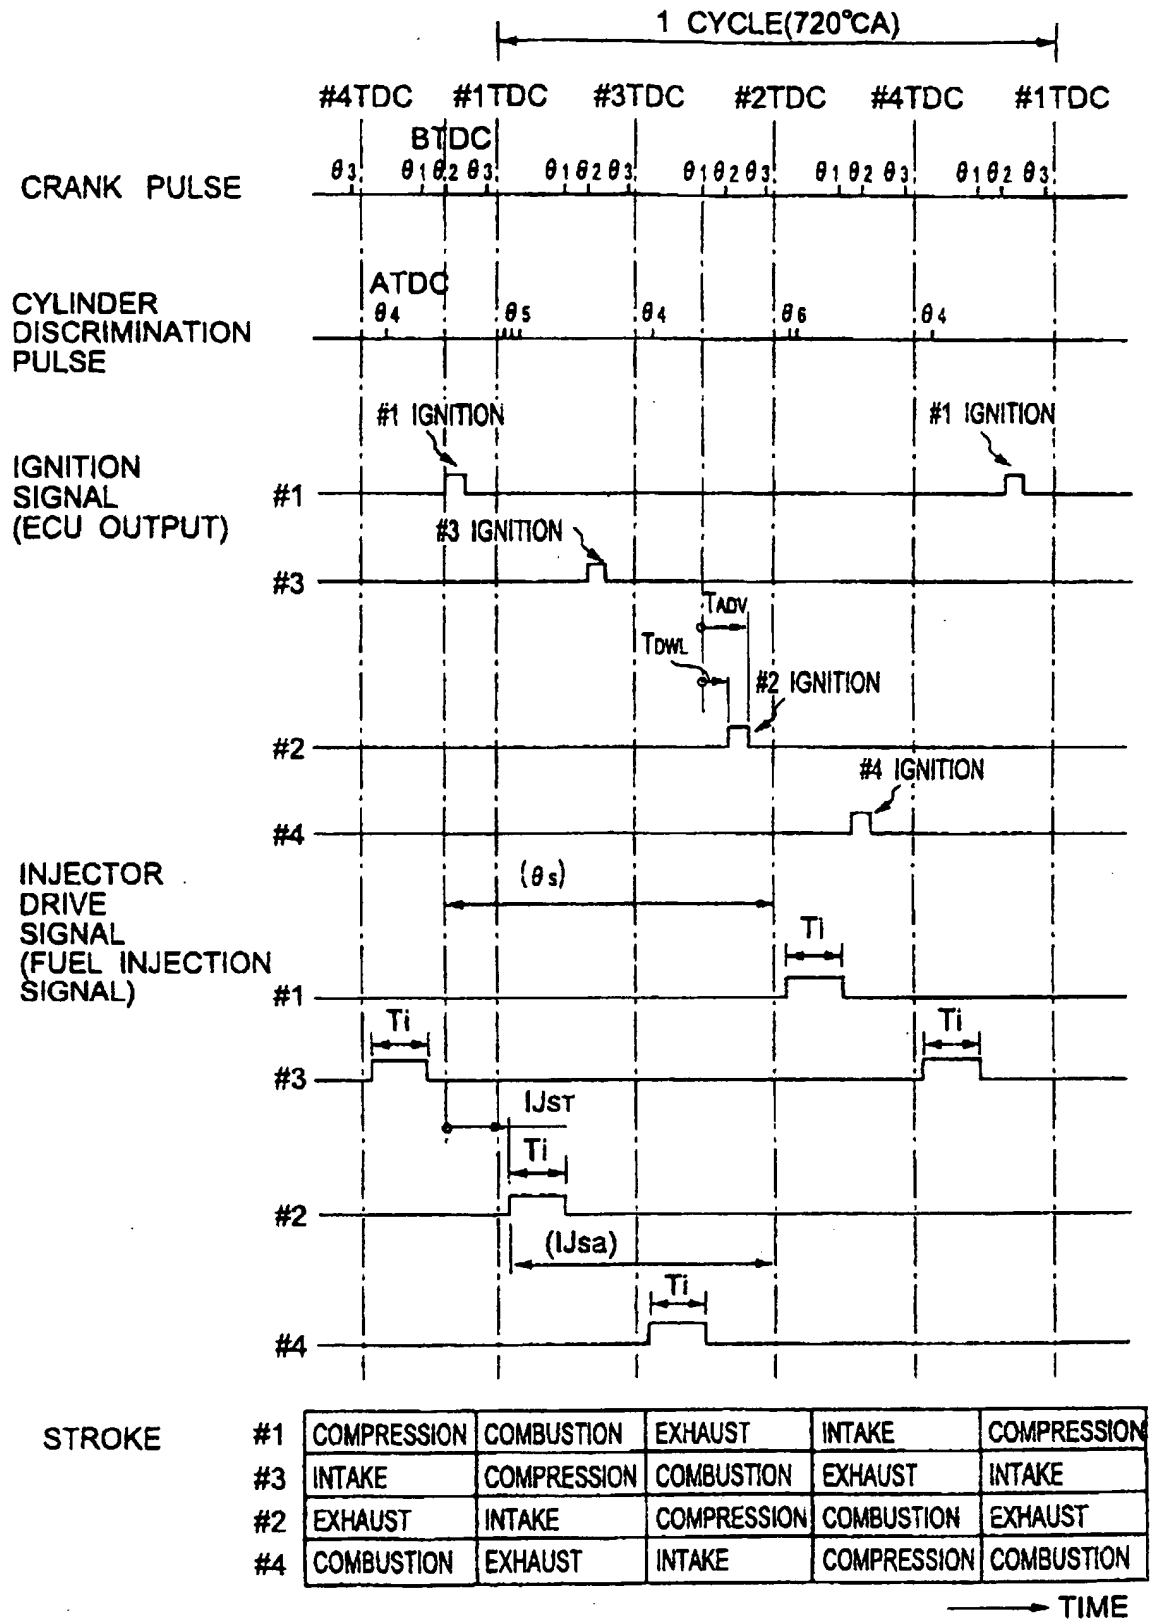 1 CYCLE(720°CA)
#4TDC #1TDC #3TDC #2TDC #4TDC #1TDC
BTDC
CRANK PULSE θ3 θ1 θ2 θ3 θ1 θ2 θ3 θ1 θ2 θ3 θ1 θ2 θ3 θ1 θ2 θ3
ATDC
CYLINDER
DISCRIMINATION
PULSE
θ4 θ5 θ4 θ6 θ4
#1 IGNITION #1 IGNITION
IGNITION
SIGNAL
(ECU OUTPUT)
#1
#3 IGNITION
#3
TADV
TDWL
#2 IGNITION
#2
#4 IGNITION
#4
INJECTOR
DRIVE
SIGNAL
(FUEL INJECTION
SIGNAL)
(θs)
Ti
#1
Ti Ti
#3
IJST
Ti
#2
(IJsa)
Ti
#4
STROKE
#1 COMPRESSION COMBUSTION EXHAUST INTAKE COMPRESSION
#3 INTAKE COMPRESSION COMBUSTION EXHAUST INTAKE
#2 EXHAUST INTAKE COMPRESSION COMBUSTION EXHAUST
#4 COMBUSTION EXHAUST INTAKE COMPRESSION COMBUSTION
TIME